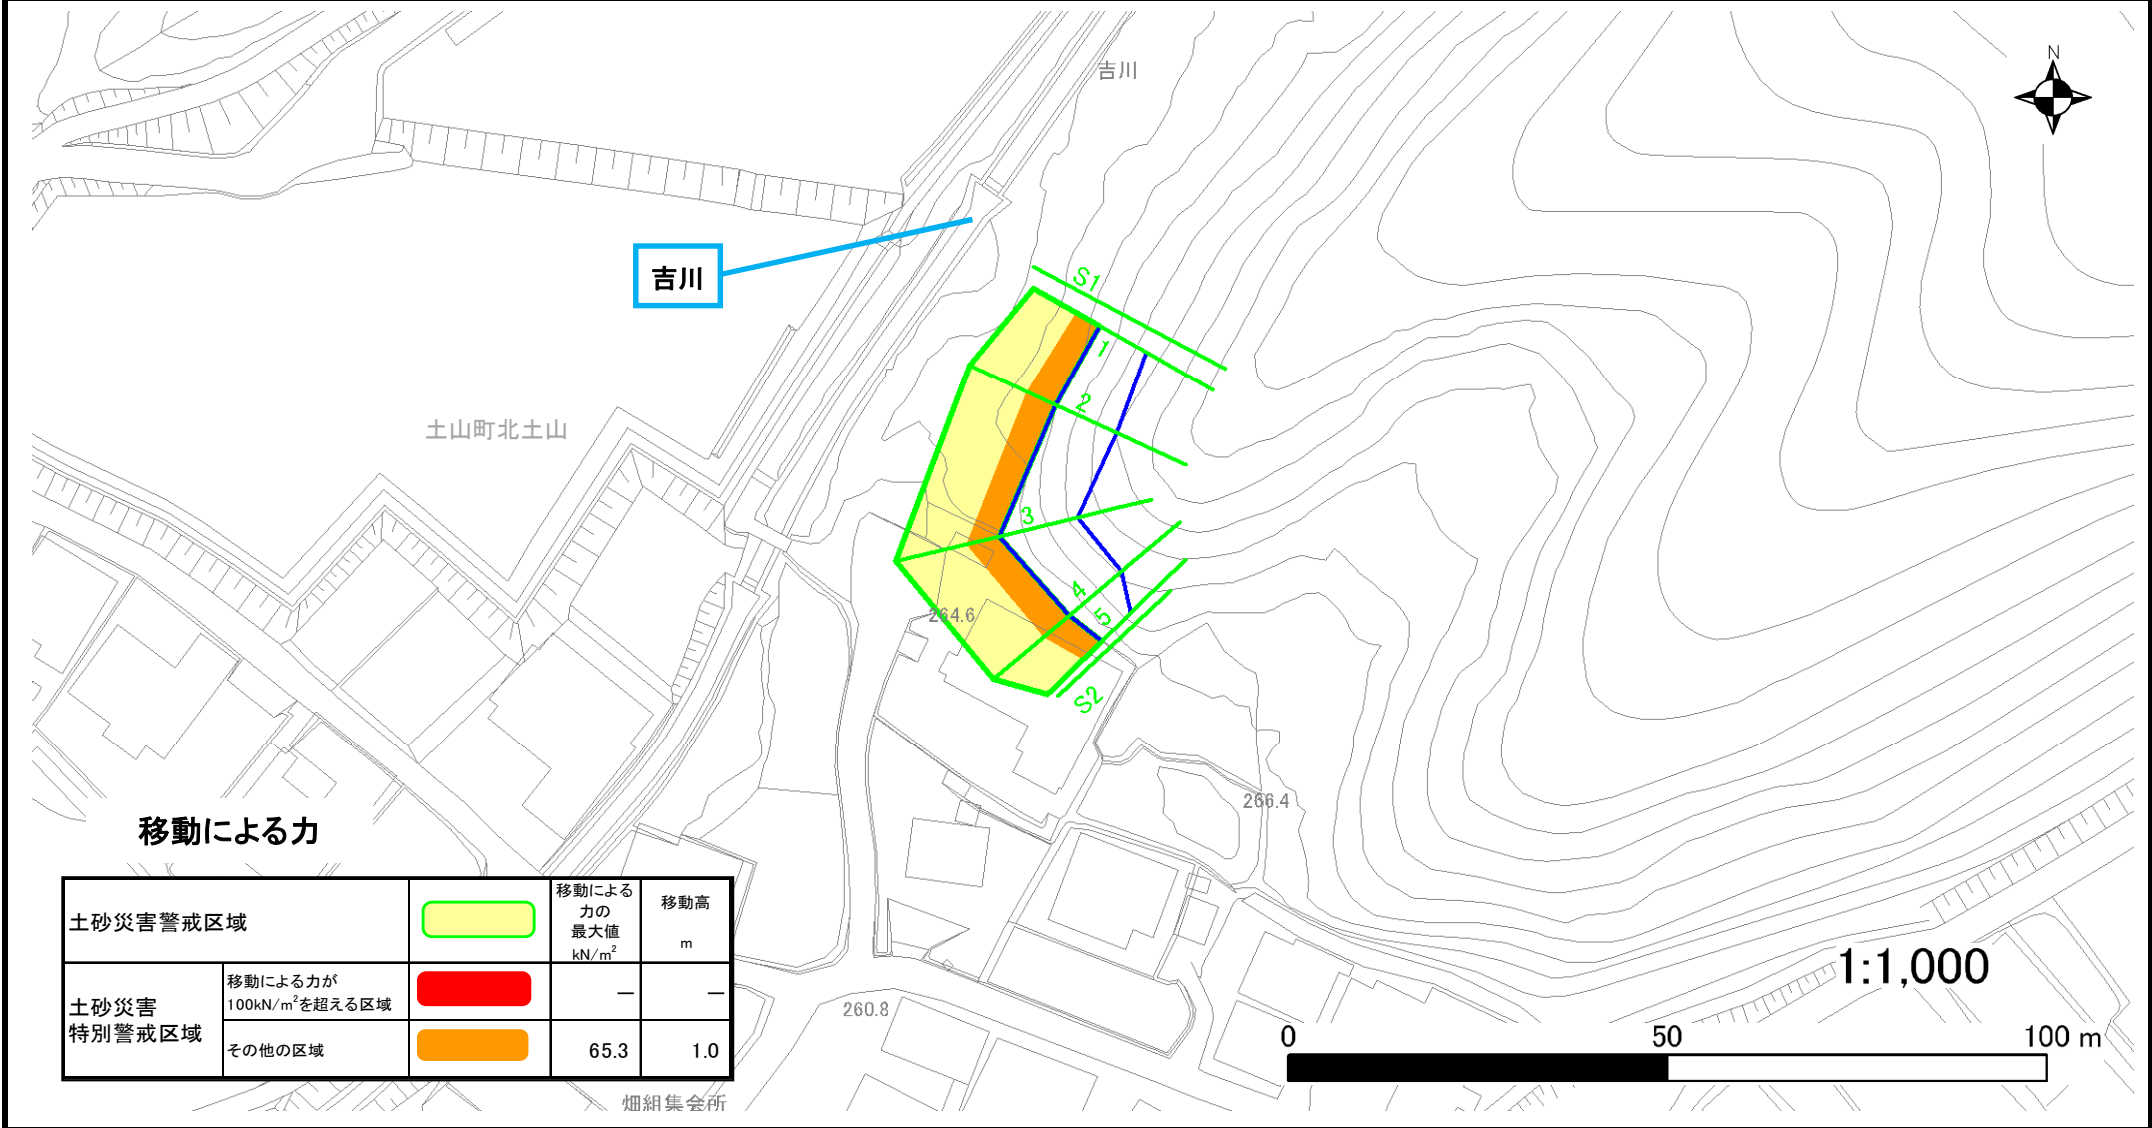 吉川
N
吉川
S1
1
2
土山町北土山
3
4
5
264.6
S2
266.4
移動による力
土砂災害警戒区域
移動による
力の
最大値
kN/m²
移動高
m
土砂災害
特別警戒区域
移動による力が
100kN/m²を超える区域
—
—
その他の区域
65.3
1.0
260.8
1:1,000
0
50
100 m
畑組集会所